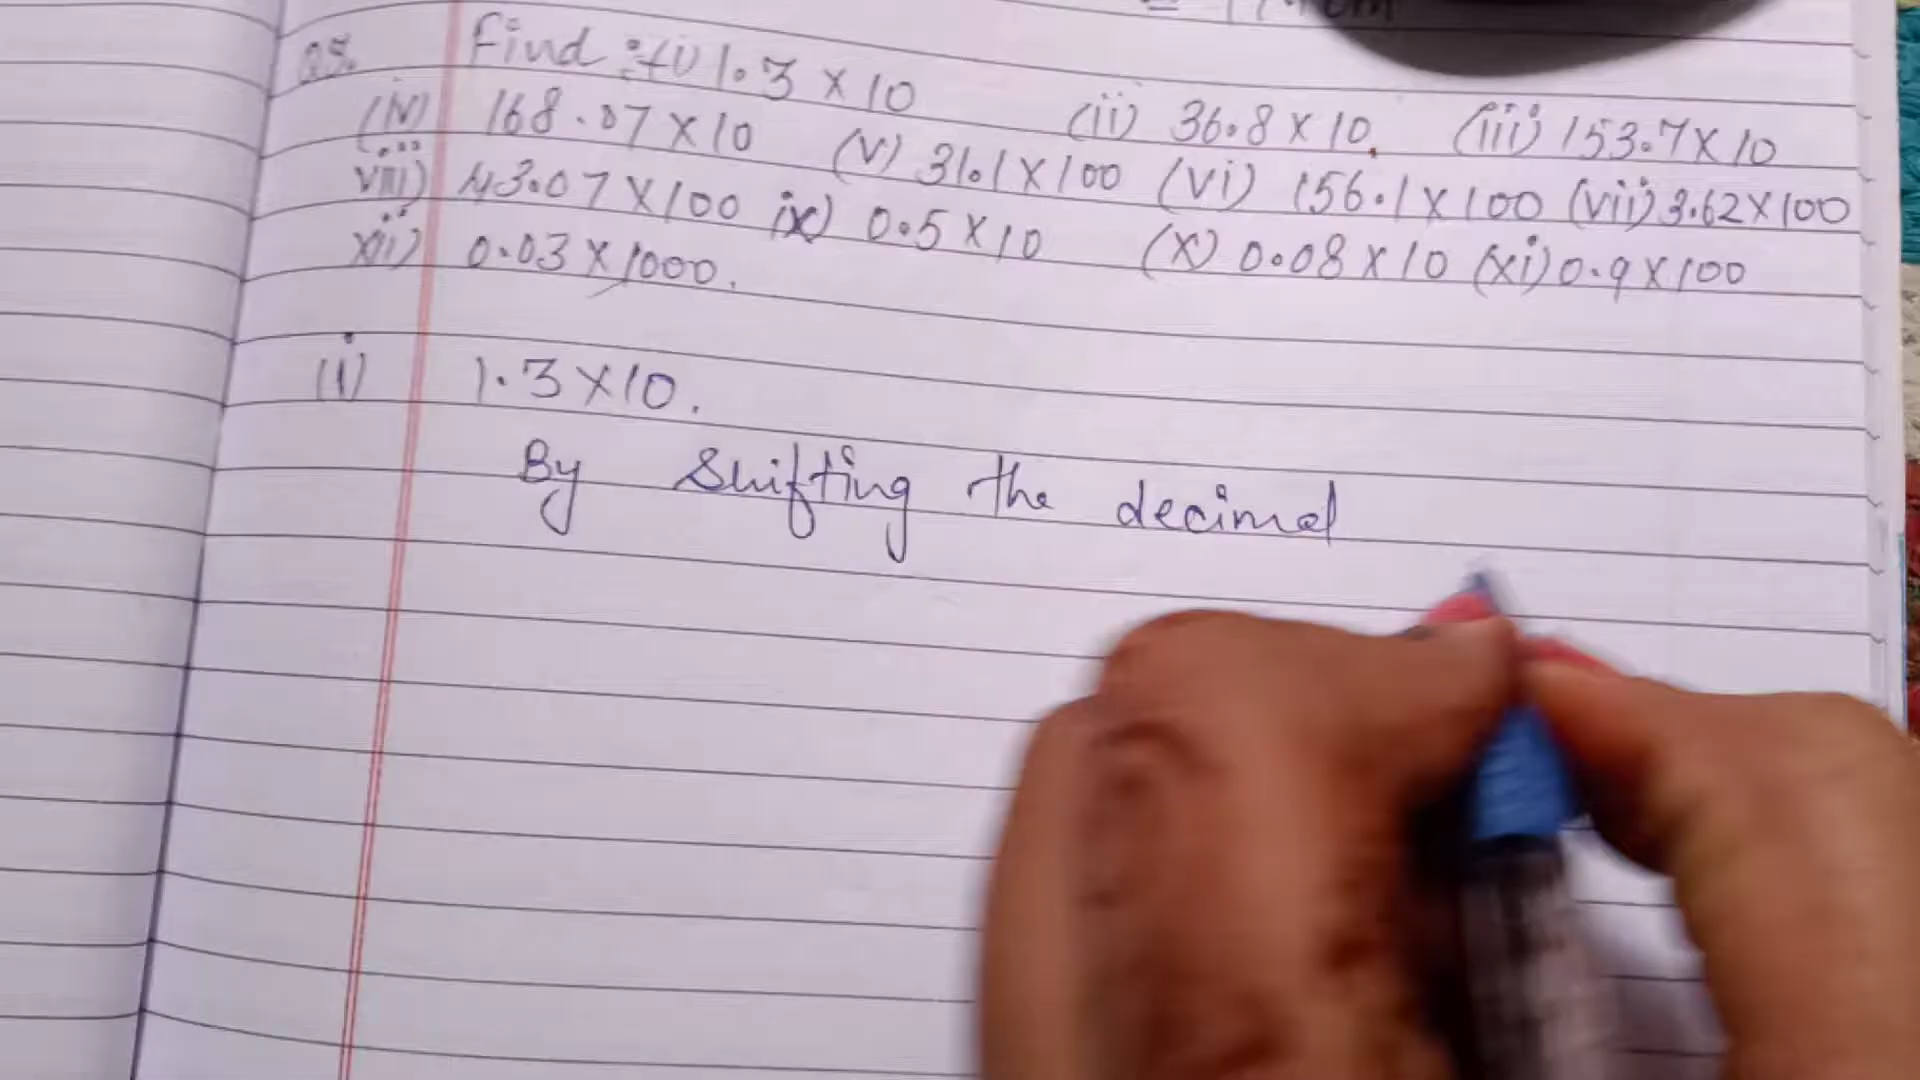 Q5. Find :- (i) 1.3 × 10 (ii) 36.8 × 10. (iii) 153.7 × 10
(iv) 168.07 × 10 (v) 31.1 × 100 (vi) 156.1 × 100 (vii) 3.62 × 100
viii) 43.07 × 100 ix) 0.5 × 10 (x) 0.08 × 10 (xi) 0.9 × 100
xii) 0.03 × 1000.
(i) 1.3 × 10.
By Shifting the decimal